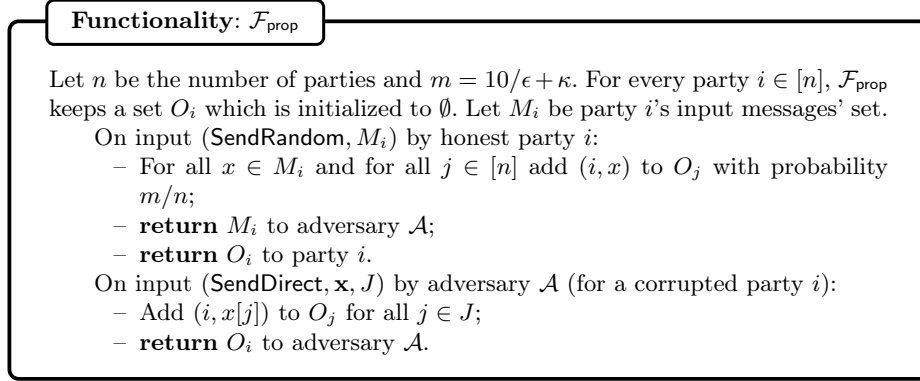 Functionality: F_prop
Let n be the number of parties and m = 10/ϵ+κ. For every party i ∈ [n], F_prop
keeps a set O_i which is initialized to ∅. Let M_i be party i's input messages' set.
On input (SendRandom, M_i) by honest party i:
– For all x ∈ M_i and for all j ∈ [n] add (i, x) to O_j with probability
m/n;
– return M_i to adversary A;
– return O_i to party i.
On input (SendDirect, x, J) by adversary A (for a corrupted party i):
– Add (i, x[j]) to O_j for all j ∈ J;
– return O_i to adversary A.